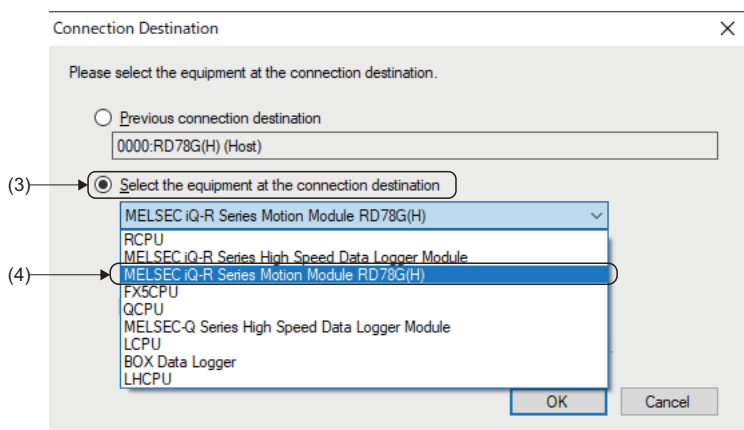 Connection Destination
Please select the equipment at the connection destination.
Previous connection destination
0000:RD78G(H) (Host)
(3)
Select the equipment at the connection destination
MELSEC iQ-R Series Motion Module RD78G(H)
RCPU
MELSEC iQ-R Series High Speed Data Logger Module
(4)
MELSEC iQ-R Series Motion Module RD78G(H)
FX5CPU
QCPU
MELSEC-Q Series High Speed Data Logger Module
LCPU
BOX Data Logger
LHCPU
OK
Cancel